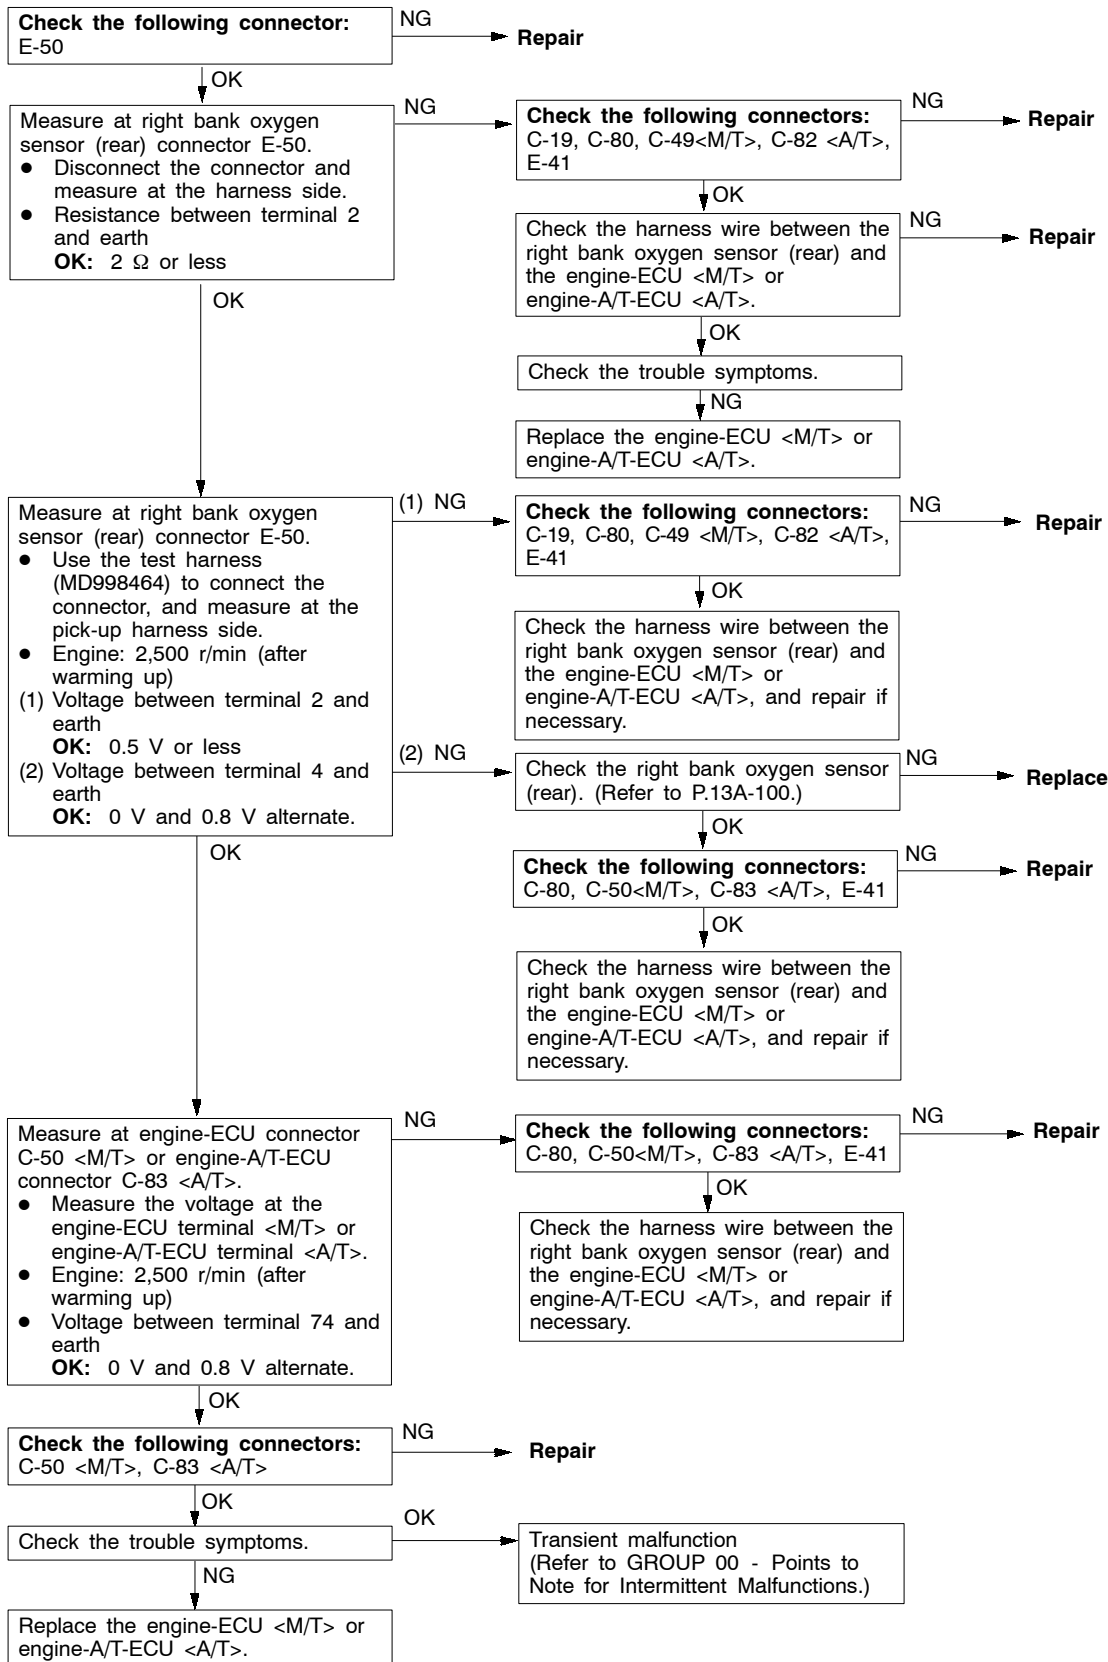 Check the following connector:
E-50
NG
Repair
OK
Measure at right bank oxygen
sensor (rear) connector E-50.
● Disconnect the connector and
measure at the harness side.
● Resistance between terminal 2
and earth
OK: 2 Ω or less
NG
Check the following connectors:
C-19, C-80, C-49<M/T>, C-82 <A/T>,
E-41
NG
Repair
OK
Check the harness wire between the
right bank oxygen sensor (rear) and
the engine-ECU <M/T> or
engine-A/T-ECU <A/T>.
NG
Repair
OK
Check the trouble symptoms.
NG
Replace the engine-ECU <M/T> or
engine-A/T-ECU <A/T>.
OK
Measure at right bank oxygen
sensor (rear) connector E-50.
● Use the test harness
(MD998464) to connect the
connector, and measure at the
pick-up harness side.
● Engine: 2,500 r/min (after
warming up)
(1) Voltage between terminal 2 and
earth
OK: 0.5 V or less
(2) Voltage between terminal 4 and
earth
OK: 0 V and 0.8 V alternate.
(1) NG
Check the following connectors:
C-19, C-80, C-49 <M/T>, C-82 <A/T>,
E-41
NG
Repair
OK
Check the harness wire between the
right bank oxygen sensor (rear) and
the engine-ECU <M/T> or
engine-A/T-ECU <A/T>, and repair if
necessary.
(2) NG
Check the right bank oxygen sensor
(rear). (Refer to P.13A-100.)
NG
Replace
OK
Check the following connectors:
C-80, C-50<M/T>, C-83 <A/T>, E-41
NG
Repair
OK
Check the harness wire between the
right bank oxygen sensor (rear) and
the engine-ECU <M/T> or
engine-A/T-ECU <A/T>, and repair if
necessary.
OK
Measure at engine-ECU connector
C-50 <M/T> or engine-A/T-ECU
connector C-83 <A/T>.
● Measure the voltage at the
engine-ECU terminal <M/T> or
engine-A/T-ECU terminal <A/T>.
● Engine: 2,500 r/min (after
warming up)
● Voltage between terminal 74 and
earth
OK: 0 V and 0.8 V alternate.
NG
Check the following connectors:
C-80, C-50<M/T>, C-83 <A/T>, E-41
NG
Repair
OK
Check the harness wire between the
right bank oxygen sensor (rear) and
the engine-ECU <M/T> or
engine-A/T-ECU <A/T>, and repair if
necessary.
OK
Check the following connectors:
C-50 <M/T>, C-83 <A/T>
NG
Repair
OK
Check the trouble symptoms.
OK
Transient malfunction
(Refer to GROUP 00 - Points to
Note for Intermittent Malfunctions.)
NG
Replace the engine-ECU <M/T> or
engine-A/T-ECU <A/T>.